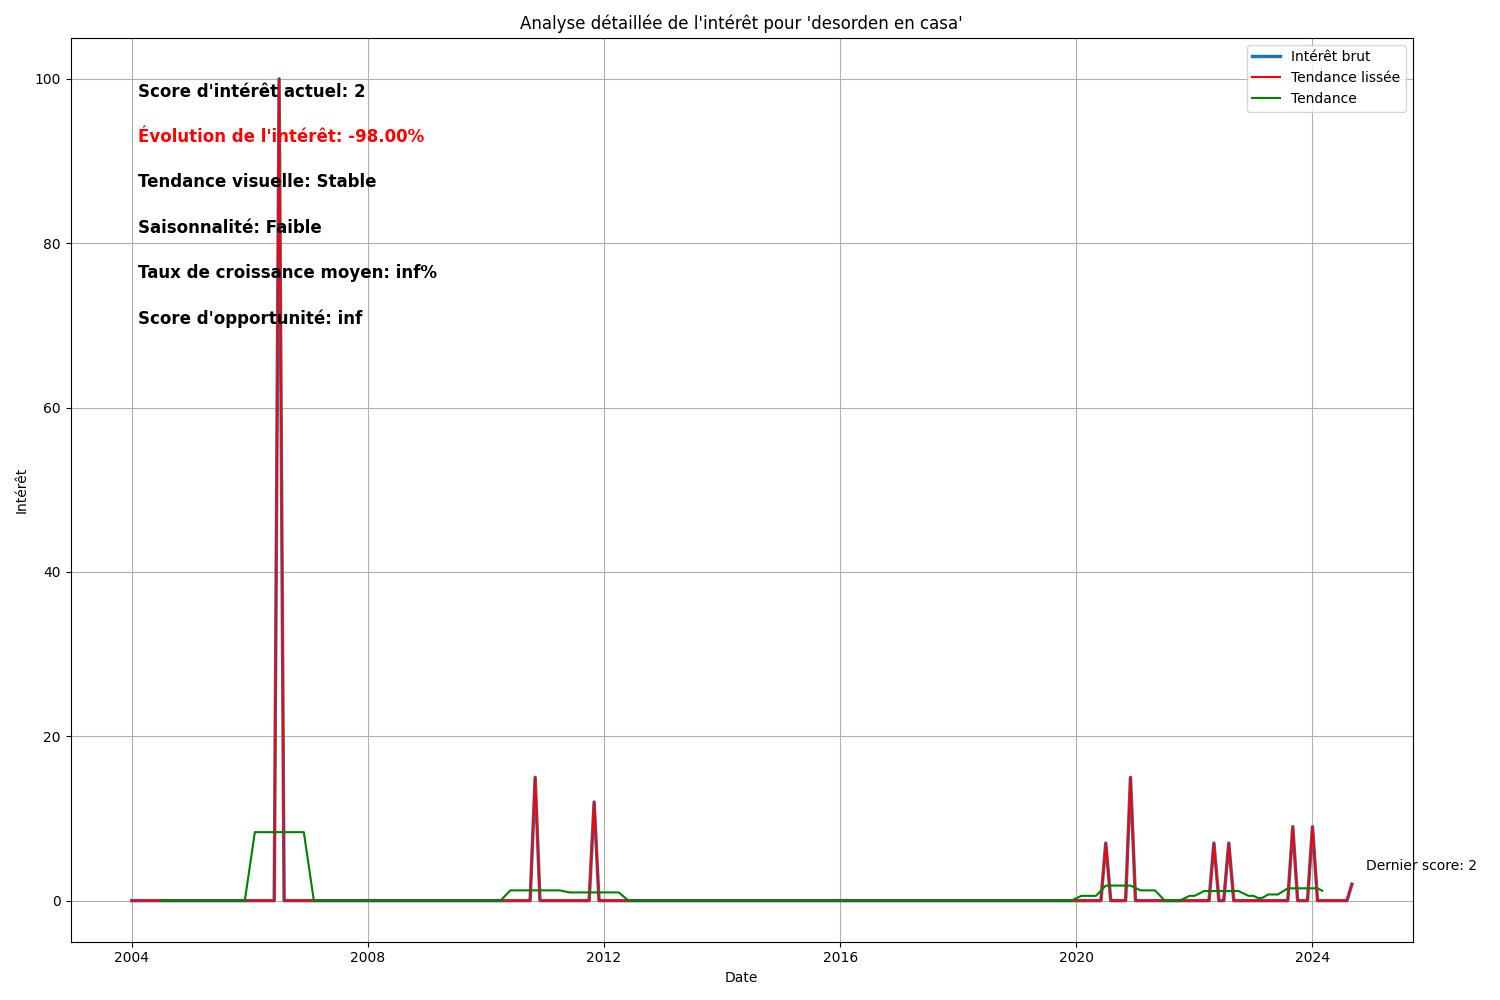 Analyse détaillée de l'intérêt pour 'desorden en casa'
Intérêt brut
Tendance lissée
Tendance
Score d'intérêt actuel: 2
Évolution de l'intérêt: -98.00%
Tendance visuelle: Stable
Saisonnalité: Faible
Taux de croissance moyen: inf%
Score d'opportunité: inf
Dernier score: 2
Intérêt
100
80
60
40
20
0
2004
2008
2012
2016
2020
2024
Date